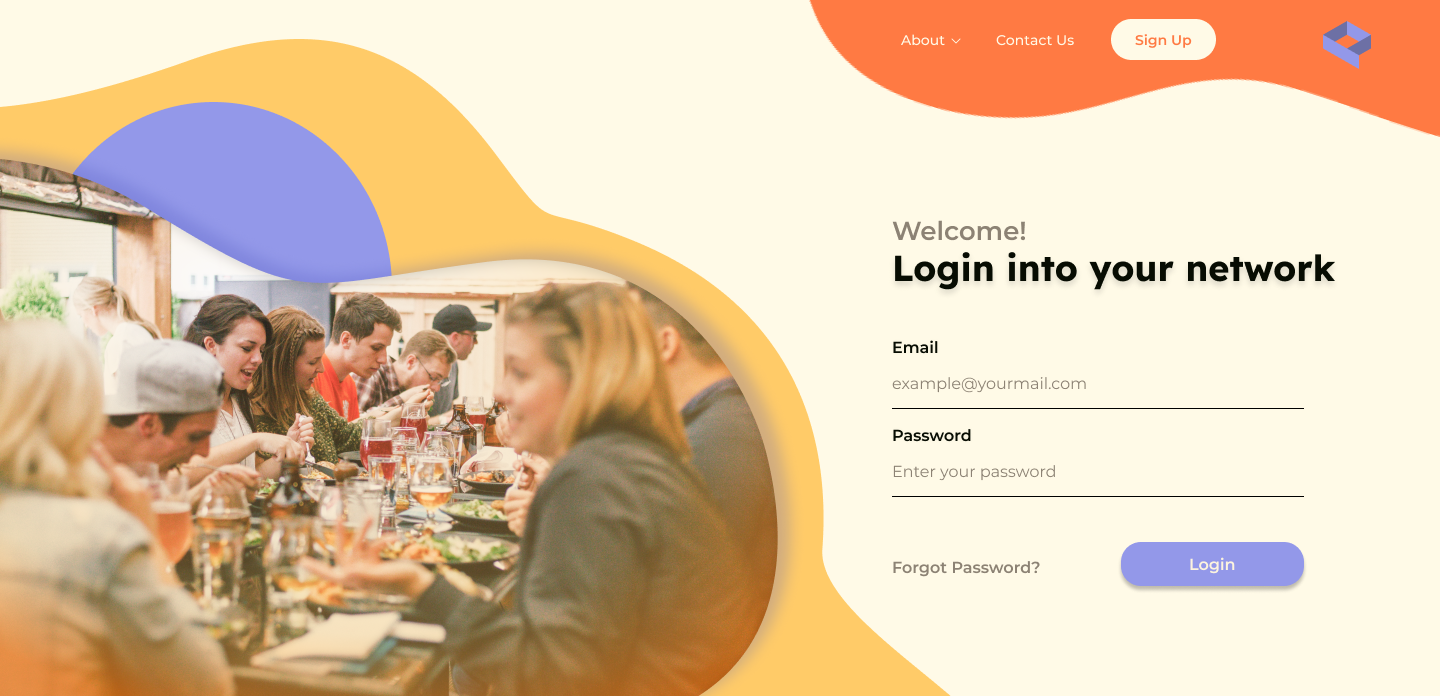 About
Contact Us
Sign Up
Welcome!
Login into your network
Email
example@yourmail.com
Password
Enter your password
Forgot Password?
Login